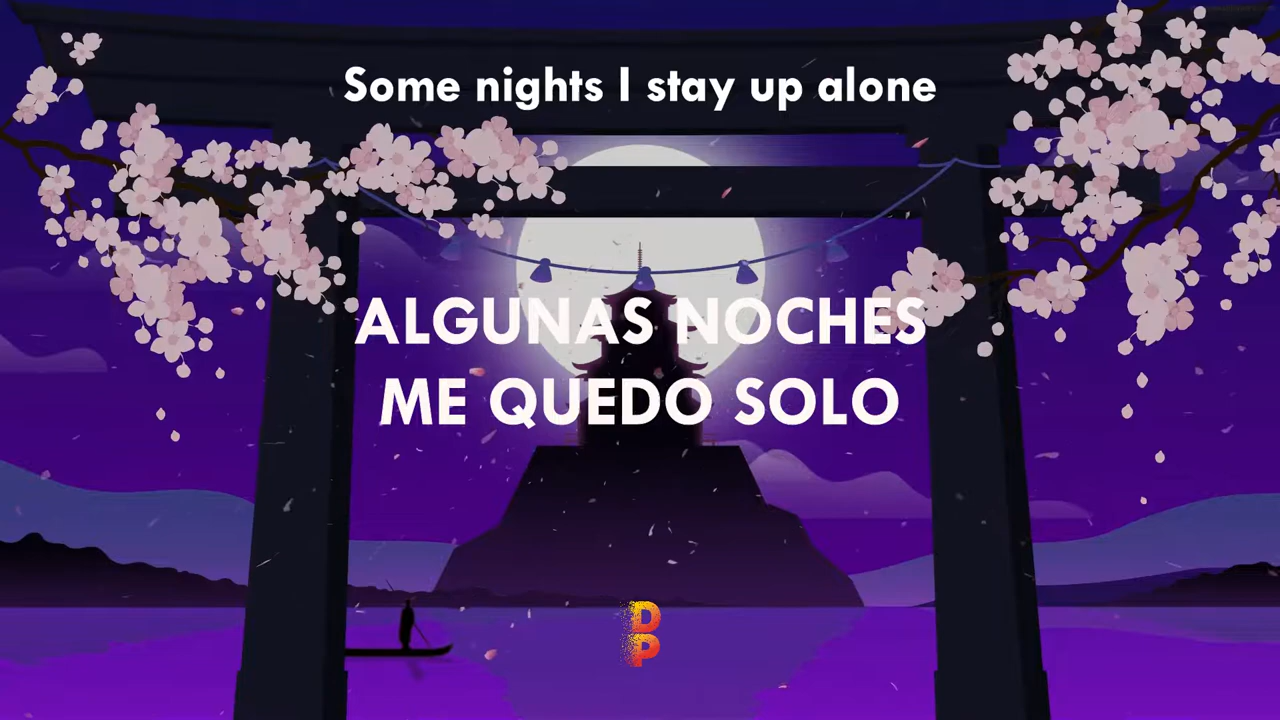 Some nights I stay up alone
ALGUNAS NOCHES
ME QUEDO SOLO
D
P